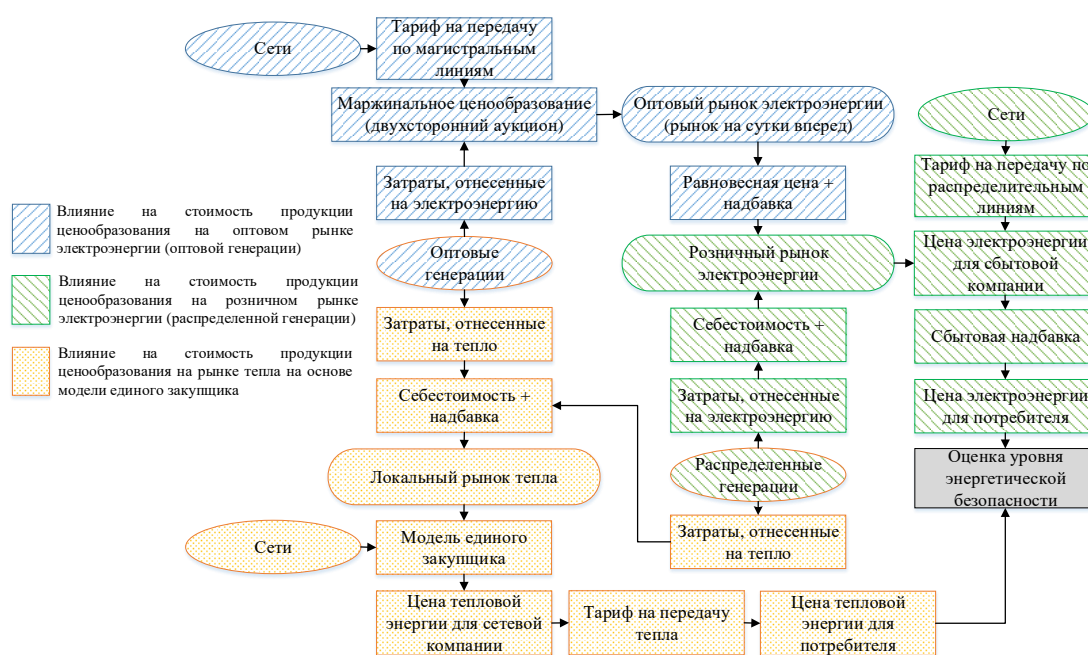 Сети
Тариф на передачу
по магистральным
линиям
Маржинальное ценообразование
(двухсторонний аукцион)
Оптовый рынок электроэнергии
(рынок на сутки вперед)
Сети
Тариф на передачу по
распределительным
линиям
Затраты, отнесенные
на электроэнергию
Равновесная цена +
надбавка
Влияние на стоимость продукции
ценообразования на оптовом рынке
электроэнергии (оптовой генерации)
Оптовые
генерации
Розничный рынок
электроэнергии
Цена электроэнергии
для сбытовой
компании
Влияние на стоимость продукции
ценообразования на розничном рынке
электроэнергии (распределенной генерации)
Затраты, отнесенные
на тепло
Себестоимость +
надбавка
Сбытовая надбавка
Влияние на стоимость продукции
ценообразования на рынке тепла на основе
модели единого закупщика
Себестоимость +
надбавка
Затраты, отнесенные
на электроэнергию
Цена электроэнергии
для потребителя
Локальный рынок тепла
Распределенные
генерации
Оценка уровня
энергетической
безопасности
Сети
Модель единого
закупщика
Затраты, отнесенные
на тепло
Цена тепловой
энергии для сетевой
компании
Тариф на передачу
тепла
Цена тепловой
энергии для
потребителя